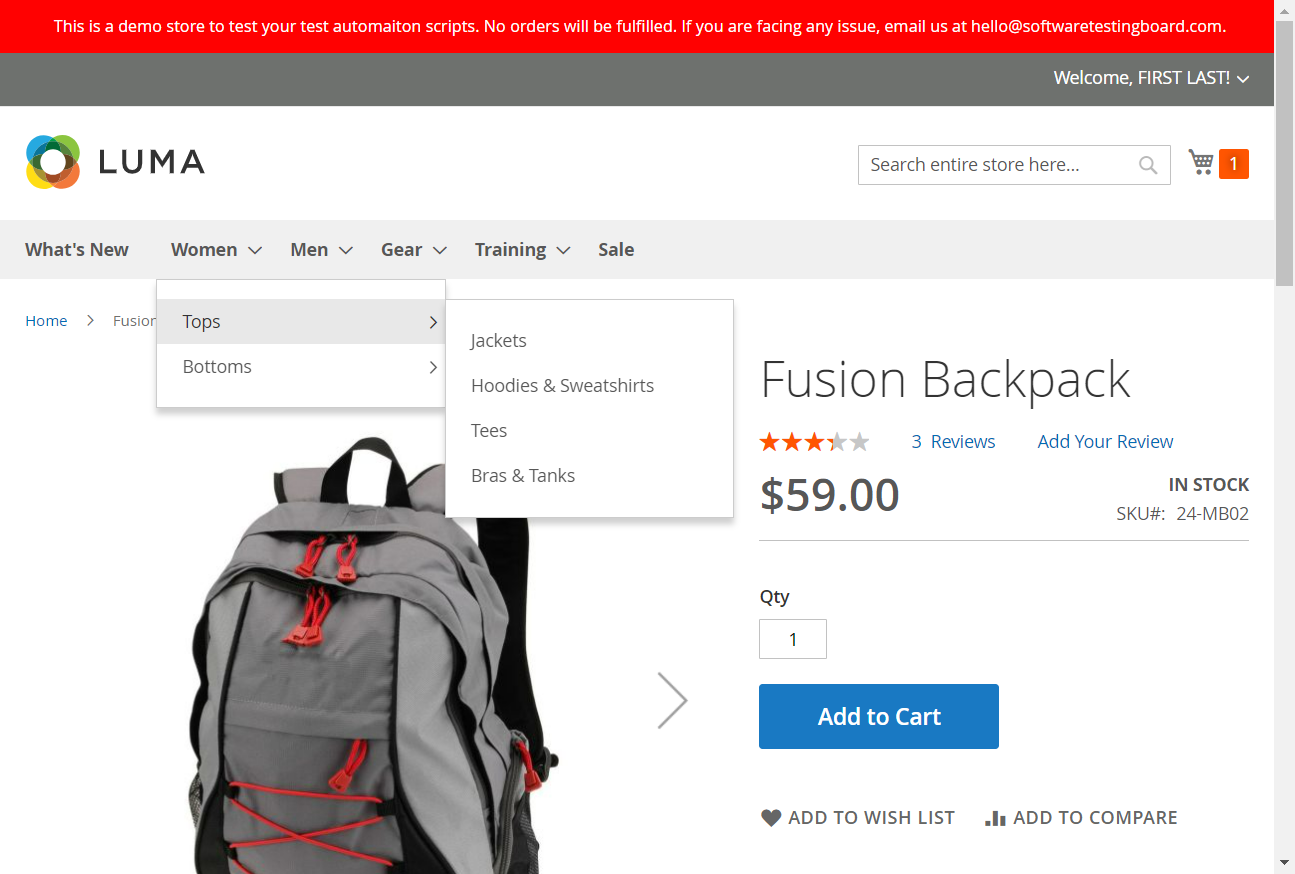 This is a demo store to test your test automaiton scripts. No orders will be fulfilled. If you are facing any issue, email us at hello@softwaretestingboard.com.
Welcome, FIRST LAST!
LUMA
Search entire store here...
1
What's New Women Men Gear Training Sale
Home
Tops
Bottoms
Jackets
Hoodies & Sweatshirts
Tees
Bras & Tanks
Fusion Backpack
3 Reviews Add Your Review
$59.00
IN STOCK
SKU#: 24-MB02
Qty
1
Add to Cart
ADD TO WISH LIST ADD TO COMPARE